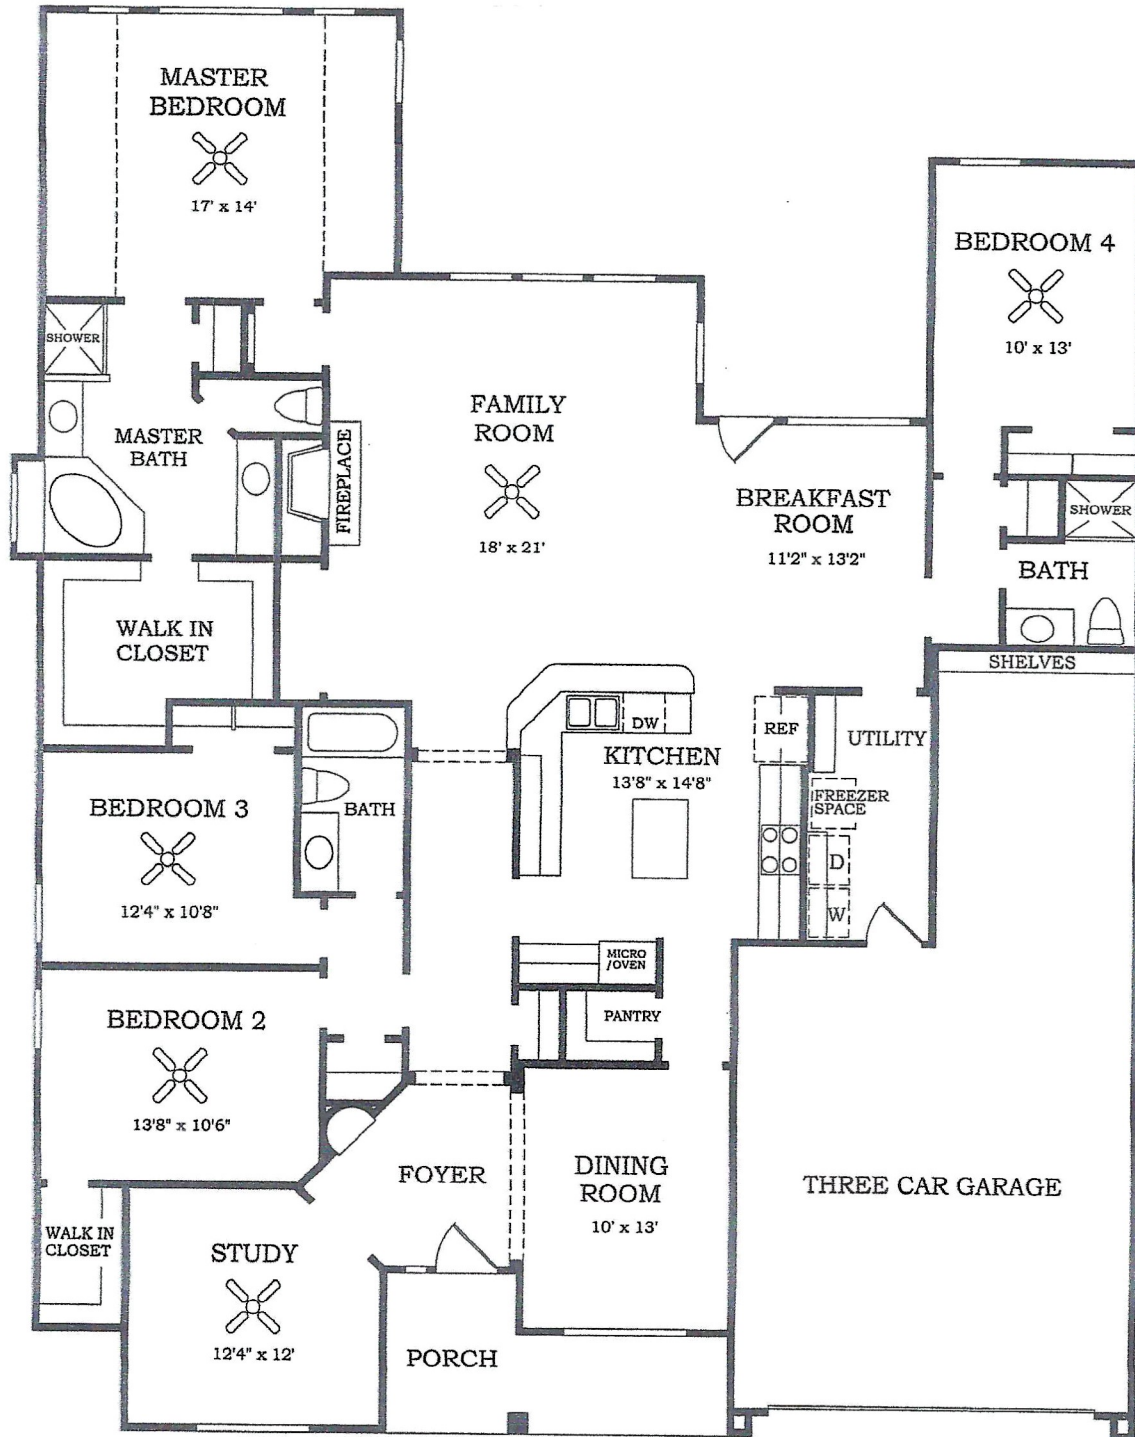 MASTER
BEDROOM
17' x 14'
BEDROOM 4
10' x 13'
SHOWER
FAMILY
ROOM
18' x 21'
MASTER
BATH
FIREPLACE
BREAKFAST
ROOM
11'2" x 13'2"
SHOWER
BATH
WALK IN
CLOSET
SHELVES
DW
REF
UTILITY
KITCHEN
13'8" x 14'8"
FREEZER
SPACE
BEDROOM 3
12'4" x 10'8"
BATH
D
W
MICRO
/OVEN
PANTRY
BEDROOM 2
13'8" x 10'6"
FOYER
DINING
ROOM
10' x 13'
THREE CAR GARAGE
WALK IN
CLOSET
STUDY
12'4" x 12'
PORCH